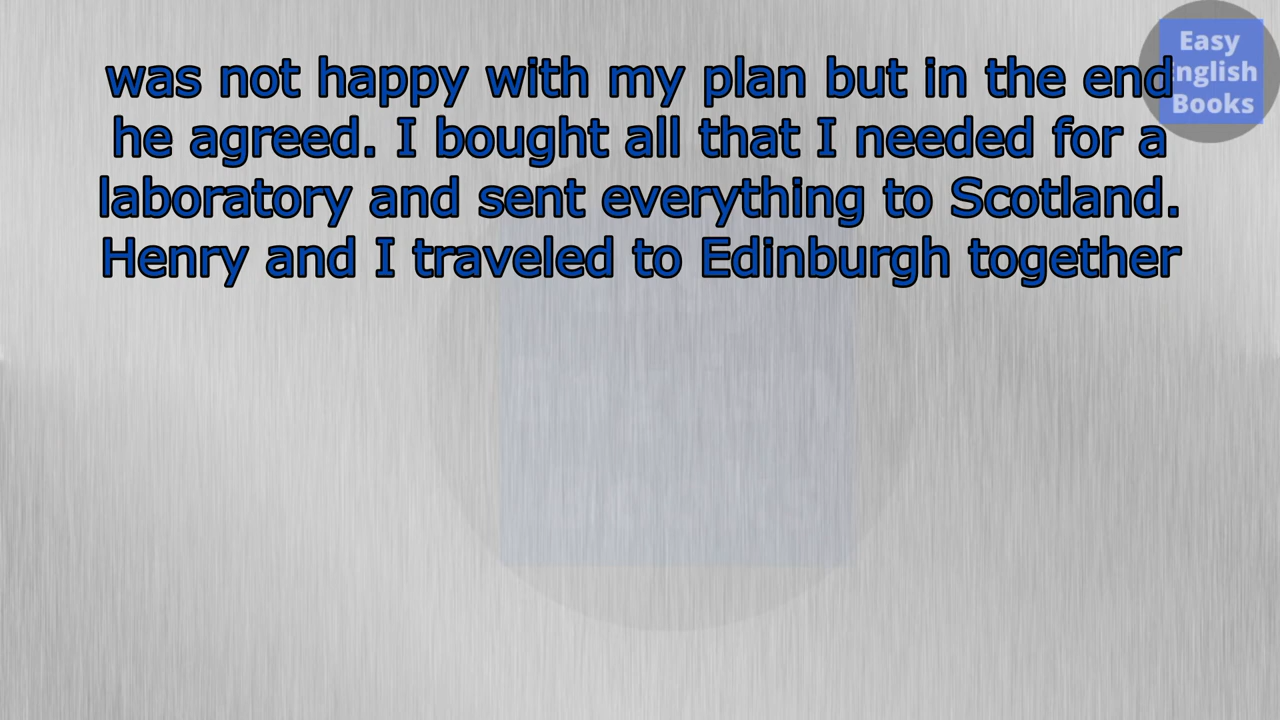 was not happy with my plan but in the end
he agreed. I bought all that I needed for a
laboratory and sent everything to Scotland.
Henry and I traveled to Edinburgh together
Easy
English
Books